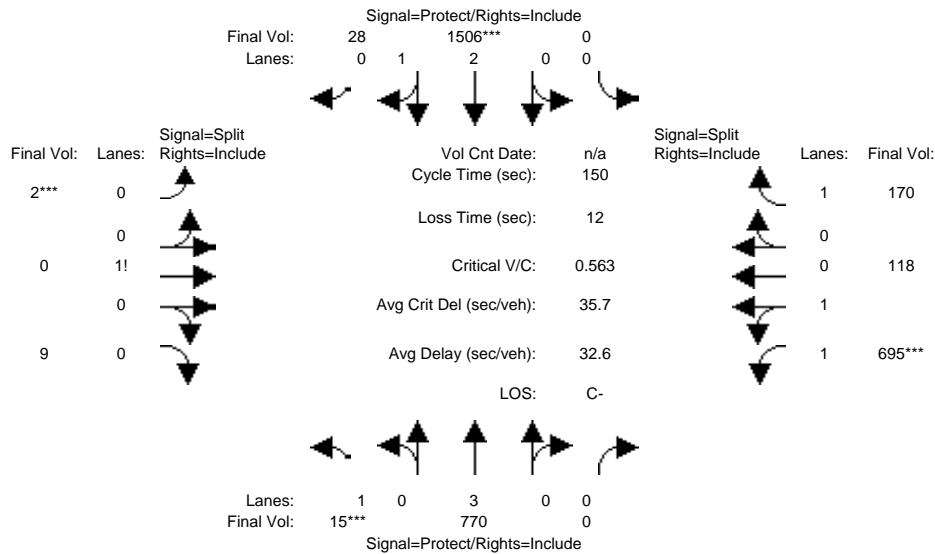 Signal=Protect/Rights=Include
Final Vol: 28 1506*** 0
Lanes: 0 1 2 0 0
Signal=Split Signal=Split
Final Vol: Lanes: Rights=Include Vol Cnt Date: n/a Rights=Include Lanes: Final Vol:
Cycle Time (sec): 150
2*** 0 1 170
Loss Time (sec): 12
0 0
0 1! Critical V/C: 0.563 0 118
0 Avg Crit Del (sec/veh): 35.7 1
9 0 Avg Delay (sec/veh): 32.6 1 695***
LOS: C-
Lanes: 1 0 3 0 0
Final Vol: 15*** 770 0
Signal=Protect/Rights=Include